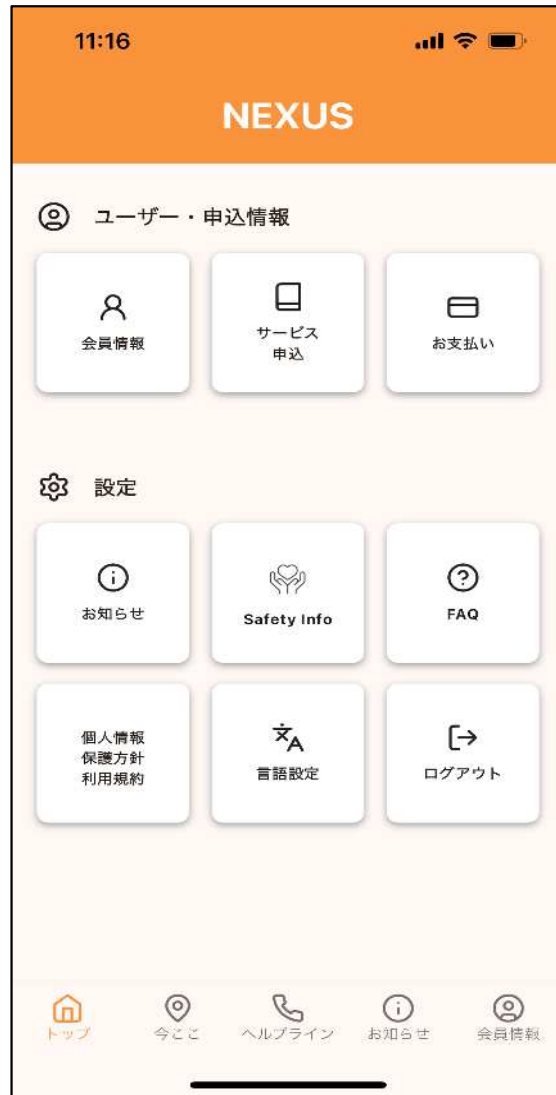 11:16
NEXUS
ユーザー・申込情報
会員情報
サービス
申込
お支払い
設定
お知らせ
Safety Info
FAQ
個人情報
保護方針
利用規約
言語設定
ログアウト
トップ
今ここ
ヘルプライン
お知らせ
会員情報